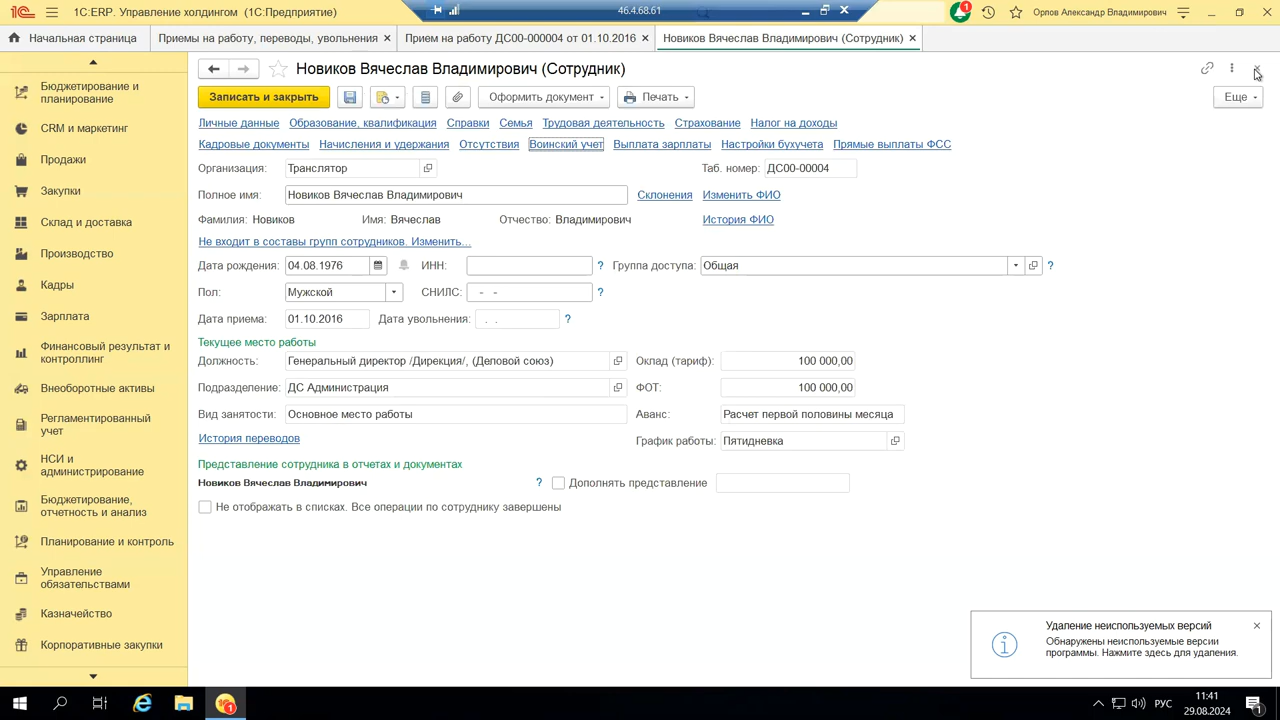 1С:ERP. Управление холдингом (1С:Предприятие)
46.4.68.61
1
Орлов Александр Владимирович
Начальная страница
Приемы на работу, переводы, увольнения ×
Прием на работу ДС00-000004 от 01.10.2016 ×
Новиков Вячеслав Владимирович (Сотрудник) ×
Новиков Вячеслав Владимирович (Сотрудник)
Записать и закрыть
Оформить документ
Печать
Еще
Личные данные Образование, квалификация Справки Семья Трудовая деятельность Страхование Налог на доходы
Кадровые документы Начисления и удержания Отсутствия Воинский учет Выплата зарплаты Настройки бухучета Прямые выплаты ФСС
Организация: Транслятор Таб. номер: ДС00-00004
Полное имя: Новиков Вячеслав Владимирович Склонения Изменить ФИО
Фамилия: Новиков Имя: Вячеслав Отчество: Владимирович История ФИО
Не входит в составы групп сотрудников. Изменить...
Дата рождения: 04.08.1976 ИНН: ? Группа доступа: Общая ?
Пол: Мужской СНИЛС: - - ?
Дата приема: 01.10.2016 Дата увольнения: . . ?
Текущее место работы
Должность: Генеральный директор /Дирекция/, (Деловой союз) Оклад (тариф): 100 000,00
Подразделение: ДС Администрация ФОТ: 100 000,00
Вид занятости: Основное место работы Аванс: Расчет первой половины месяца
История переводов График работы: Пятидневка
Представление сотрудника в отчетах и документах
Новиков Вячеслав Владимирович ? Дополнять представление
Не отображать в списках. Все операции по сотруднику завершены
Бюджетирование и
планирование
CRM и маркетинг
Продажи
Закупки
Склад и доставка
Производство
Кадры
Зарплата
Финансовый результат и
контроллинг
Внеоборотные активы
Регламентированный
учет
НСИ и
администрирование
Бюджетирование,
отчетность и анализ
Планирование и контроль
Управление
обязательствами
Казначейство
Корпоративные закупки
Удаление неиспользуемых версий ×
Обнаружены неиспользуемые версии
программы. Нажмите здесь для удаления.
1
РУС
11:41
29.08.2024
1